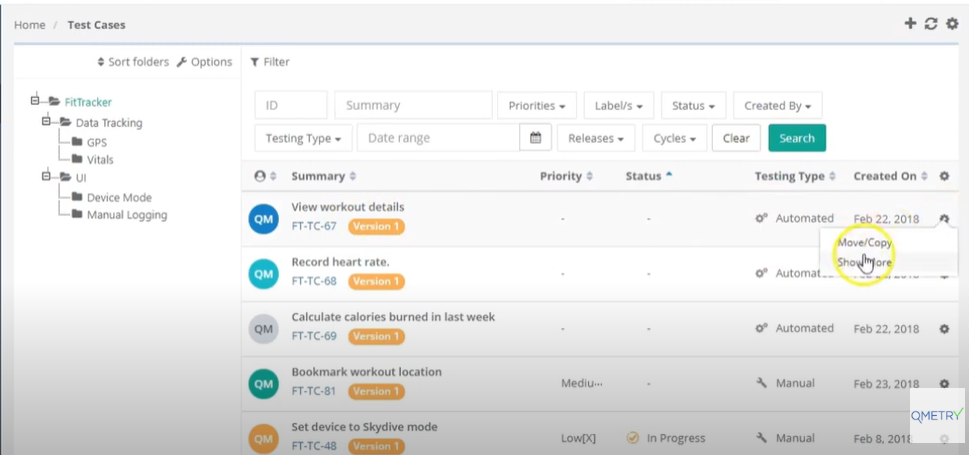 Home / Test Cases
Sort folders Options
Filter
FitTracker
Data Tracking
GPS
Vitals
UI
Device Mode
Manual Logging
ID Summary Priorities Label/s Status Created By
Testing Type Date range Releases Cycles Clear Search
Summary Priority Status Testing Type Created On
QM View workout details - - Automated Feb 22, 2018
FT-TC-67 Version 1
Move/Copy
Show More
QM Record heart rate. - -
FT-TC-68 Version 1
QM Calculate calories burned in last week - - Automated Feb 22, 2018
FT-TC-69 Version 1
QM Bookmark workout location Mediu... - Manual Feb 23, 2018
FT-TC-81 Version 1
QM Set device to Skydive mode Low[X] In Progress Manual Feb 8, 2018
FT-TC-48 Version 1
QMETRY